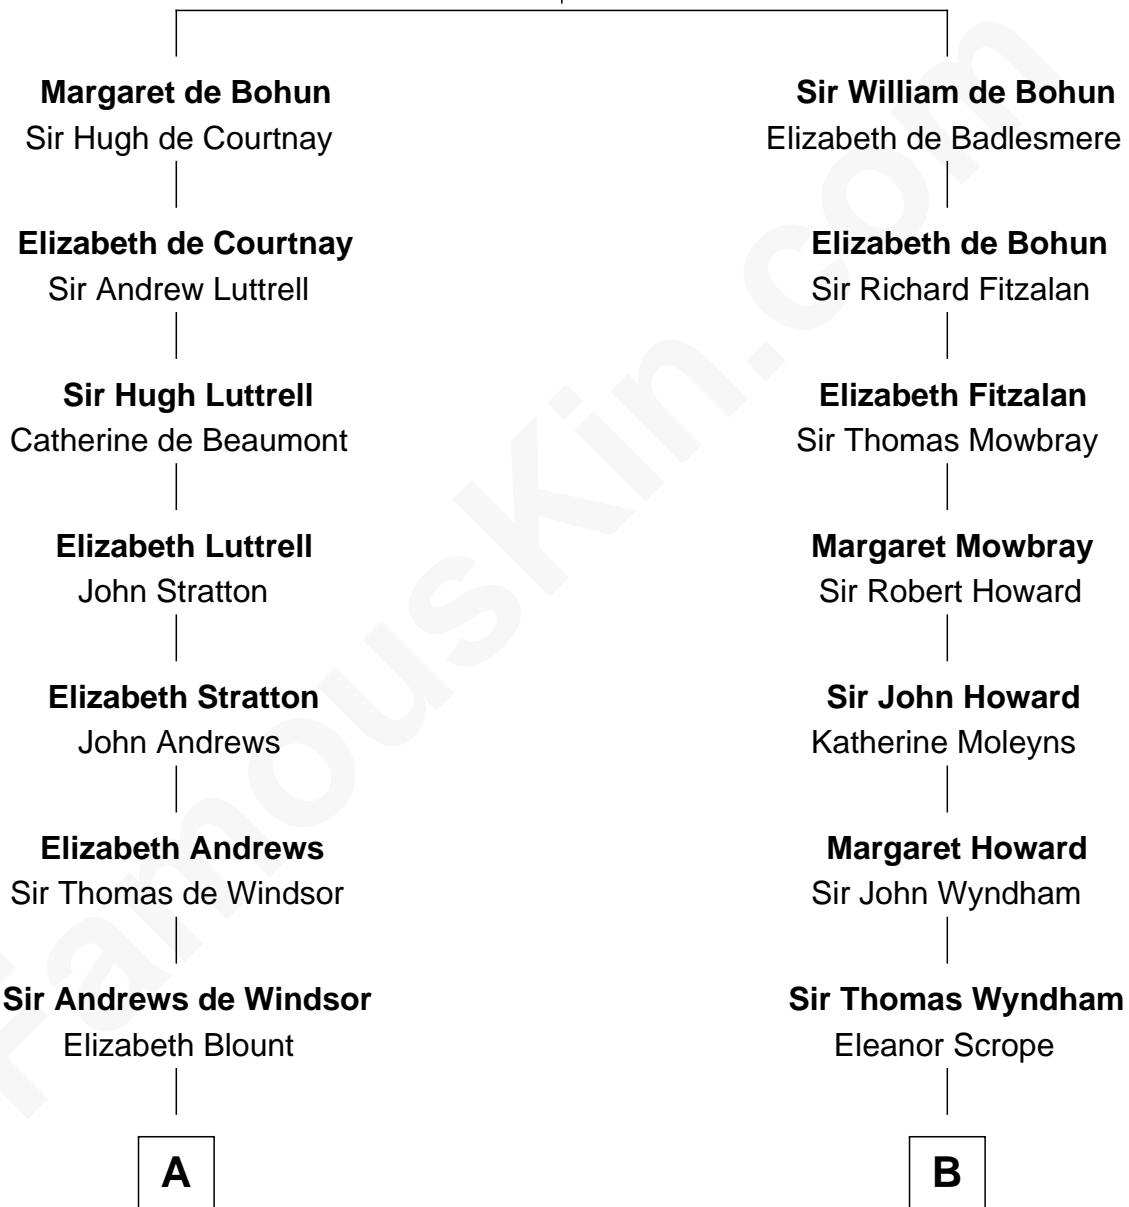 Margaret de Bohun
Sir Hugh de Courtnay
Sir William de Bohun
Elizabeth de Badlesmere
Elizabeth de Courtnay
Sir Andrew Luttrell
Elizabeth de Bohun
Sir Richard Fitzalan
Sir Hugh Luttrell
Catherine de Beaumont
Elizabeth Fitzalan
Sir Thomas Mowbray
Elizabeth Luttrell
John Stratton
Margaret Mowbray
Sir Robert Howard
Elizabeth Stratton
John Andrews
Sir John Howard
Katherine Moleyns
Elizabeth Andrews
Sir Thomas de Windsor
Margaret Howard
Sir John Wyndham
Sir Andrews de Windsor
Elizabeth Blount
Sir Thomas Wyndham
Eleanor Scrope
A
B
FamousKin.com